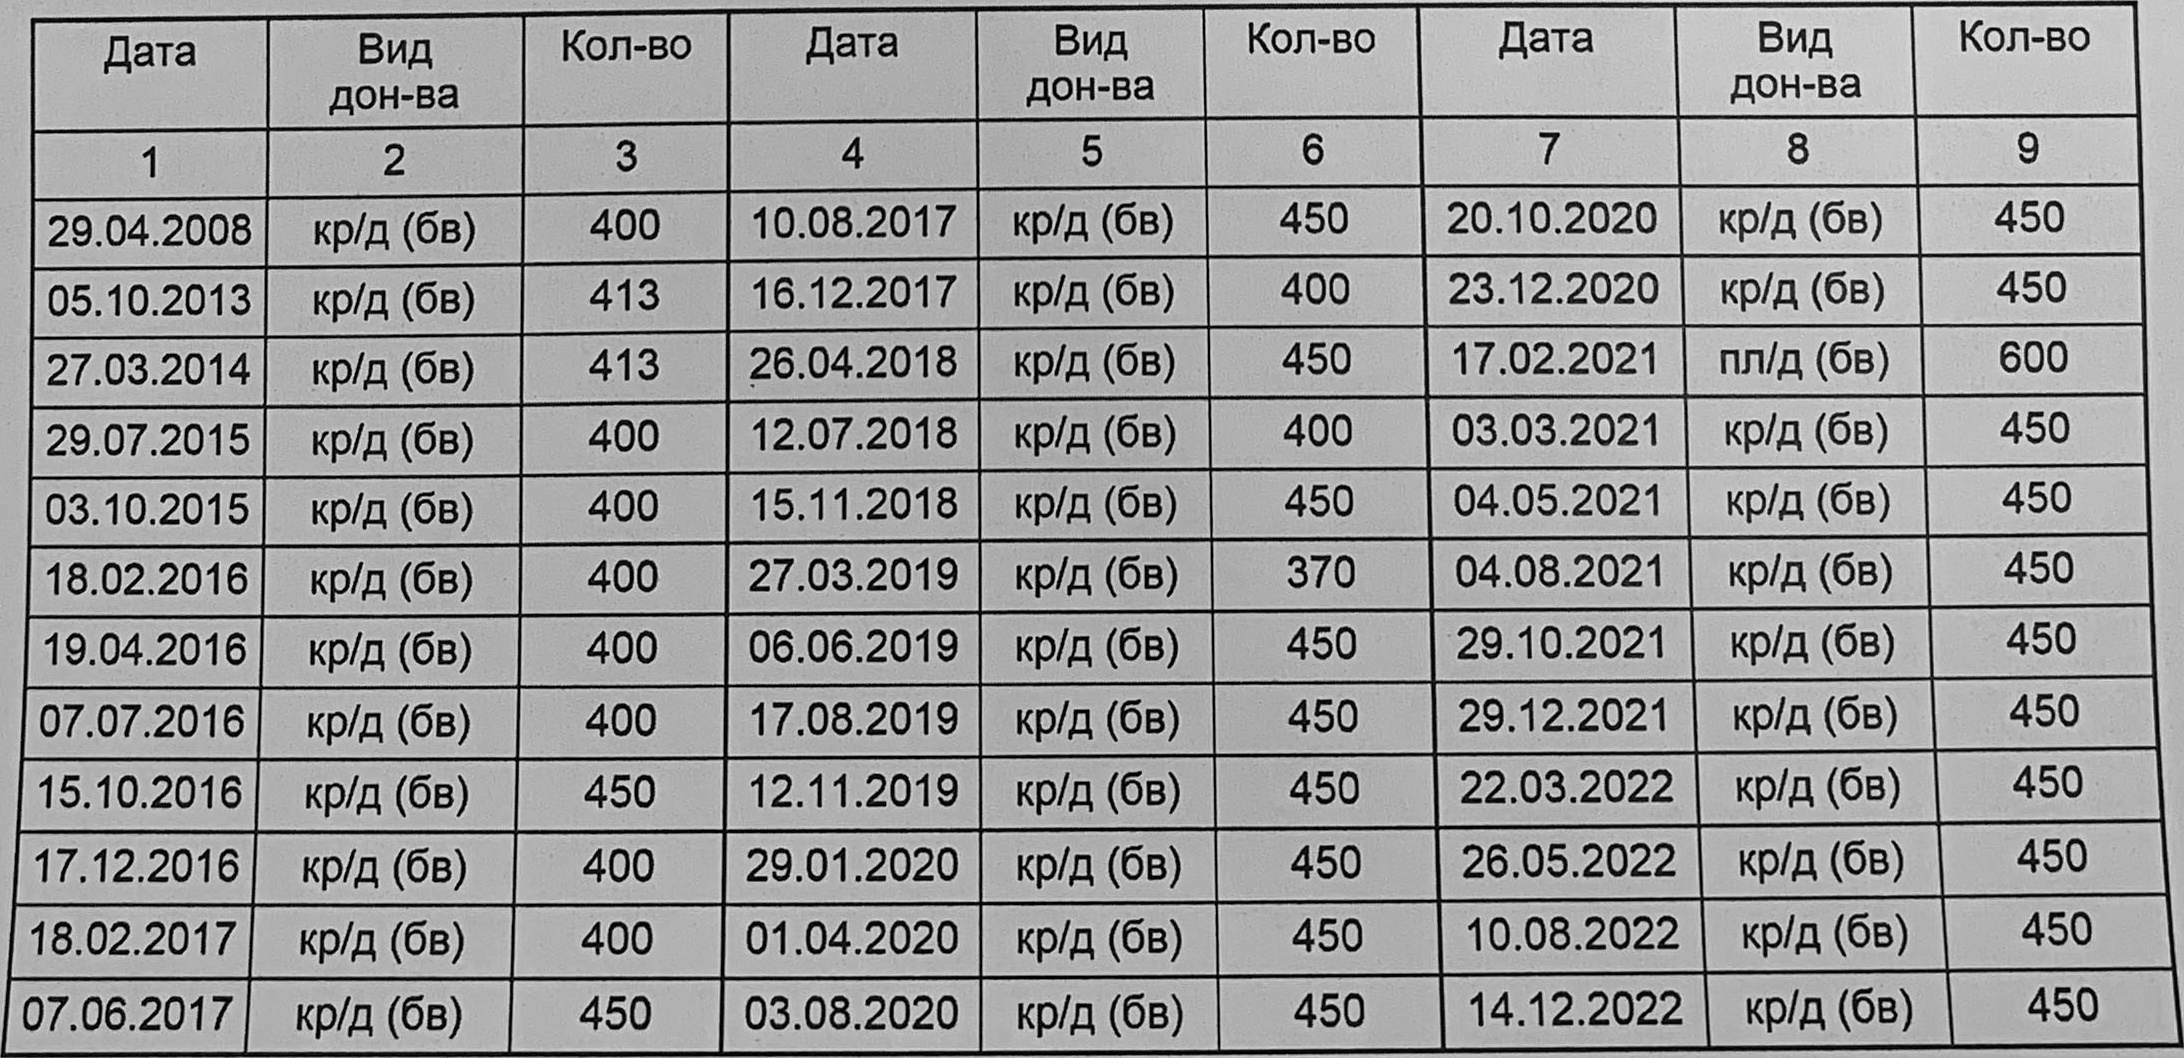 Дата Вид дон-ва Кол-во Дата Вид дон-ва Кол-во Дата Вид дон-ва Кол-во
1 2 3 4 5 6 7 8 9
29.04.2008 кр/д (бв) 400 10.08.2017 кр/д (бв) 450 20.10.2020 кр/д (бв) 450
05.10.2013 кр/д (бв) 413 16.12.2017 кр/д (бв) 400 23.12.2020 кр/д (бв) 450
27.03.2014 кр/д (бв) 413 26.04.2018 кр/д (бв) 450 17.02.2021 пл/д (бв) 600
29.07.2015 кр/д (бв) 400 12.07.2018 кр/д (бв) 400 03.03.2021 кр/д (бв) 450
03.10.2015 кр/д (бв) 400 15.11.2018 кр/д (бв) 450 04.05.2021 кр/д (бв) 450
18.02.2016 кр/д (бв) 400 27.03.2019 кр/д (бв) 370 04.08.2021 кр/д (бв) 450
19.04.2016 кр/д (бв) 400 06.06.2019 кр/д (бв) 450 29.10.2021 кр/д (бв) 450
07.07.2016 кр/д (бв) 400 17.08.2019 кр/д (бв) 450 29.12.2021 кр/д (бв) 450
15.10.2016 кр/д (бв) 450 12.11.2019 кр/д (бв) 450 22.03.2022 кр/д (бв) 450
17.12.2016 кр/д (бв) 400 29.01.2020 кр/д (бв) 450 26.05.2022 кр/д (бв) 450
18.02.2017 кр/д (бв) 400 01.04.2020 кр/д (бв) 450 10.08.2022 кр/д (бв) 450
07.06.2017 кр/д (бв) 450 03.08.2020 кр/д (бв) 450 14.12.2022 кр/д (бв) 450